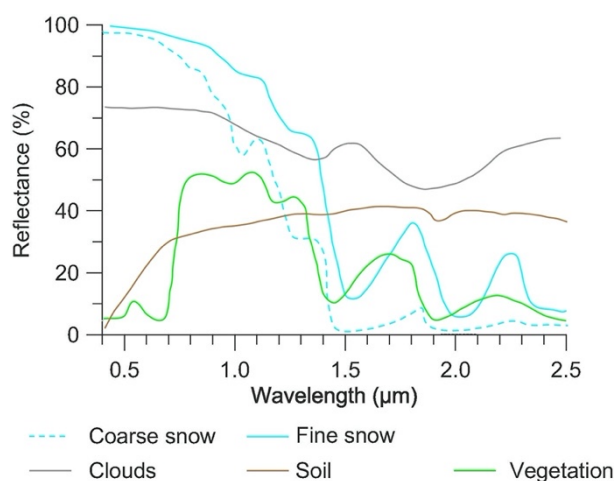 100
80
60
40
20
0
Reflectance (%)
0.5 1.0 1.5 2.0 2.5
Wavelength (µm)
Coarse snow Fine snow
Clouds Soil Vegetation